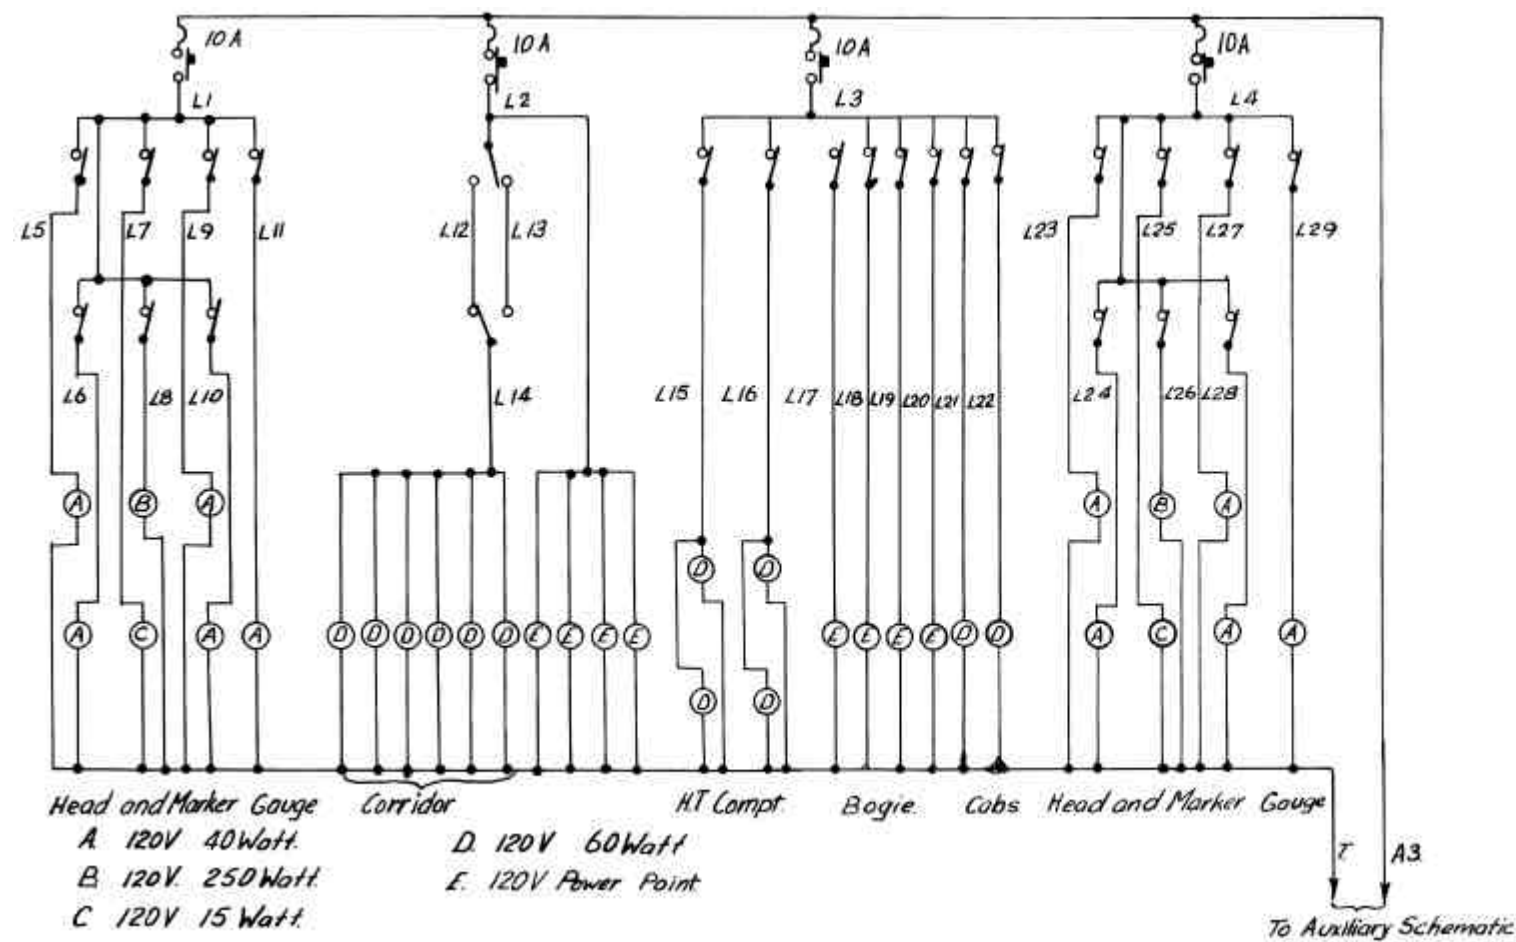 10A 10A 10A 10A
L1 L2 L3 L4
L5 L7 L9 L11 L12 L13 L23 L25 L27 L29
L6 L8 L10 L14 L15 L16 L17 L18 L19 L20 L21 L22 L24 L26 L28
D D
A B A A B A
A C A A D D D D D D E E E E E E E E D D A C A A
D D
Head and Marker Gauge Corridor H.T Compt. Bogie. Cabs Head and Marker Gauge
A 120V 40 Watt.
B 120V. 250 Watt.
C 120V 15 Watt.
D. 120V 60 Watt
E. 120V Power Point
T. A3.
To Auxiliary Schematic